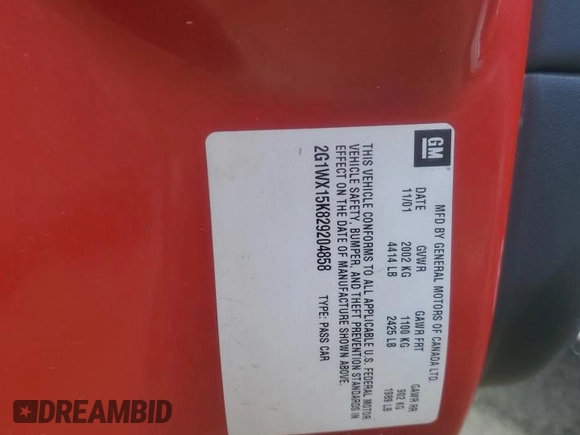 GM
MFD BY GENERAL MOTORS OF CANADA LTD.
DATE GVWR GAWR FRT GAWR RR
11/01 2002 KG 1100 KG 902 KG
4414 LB 2425 LB 1989 LB
THIS VEHICLE CONFORMS TO ALL APPLICABLE U.S. FEDERAL MOTOR
VEHICLE SAFETY, BUMPER, AND THEFT PREVENTION STANDARDS IN
EFFECT ON THE DATE OF MANUFACTURE SHOWN ABOVE.
2G1WX15K829204858 TYPE: PASS CAR
DREAMBID